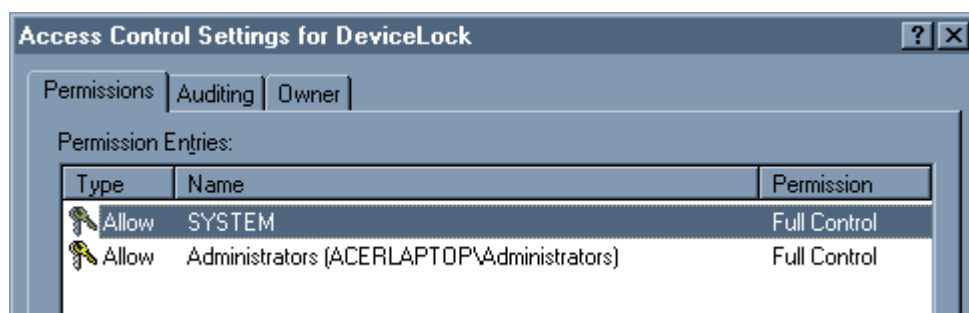 Access Control Settings for DeviceLock ? X
Permissions Auditing Owner
Permission Entries:
Type Name Permission
Allow SYSTEM Full Control
Allow Administrators (ACERLAPTOP\Administrators) Full Control